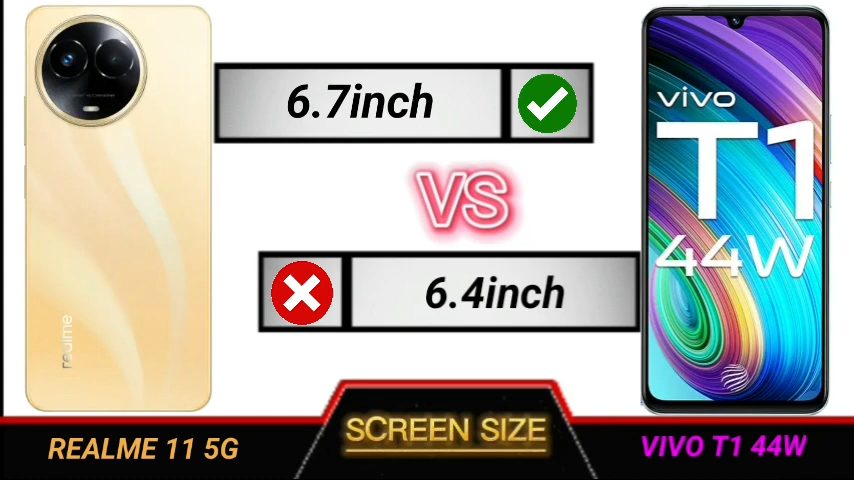 6.7inch
VS
6.4inch
realme
vivo
T1
44W
SCREEN SIZE
REALME 11 5G
VIVO T1 44W